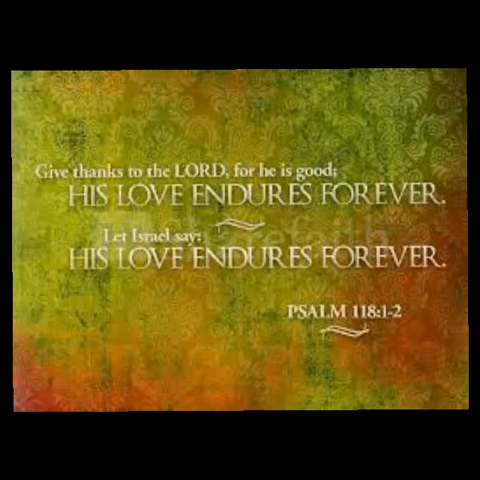 Give thanks to the LORD, for he is good;
HIS LOVE ENDURES FOREVER.
Let Israel say:
HIS LOVE ENDURES FOREVER.
PSALM 118:1-2